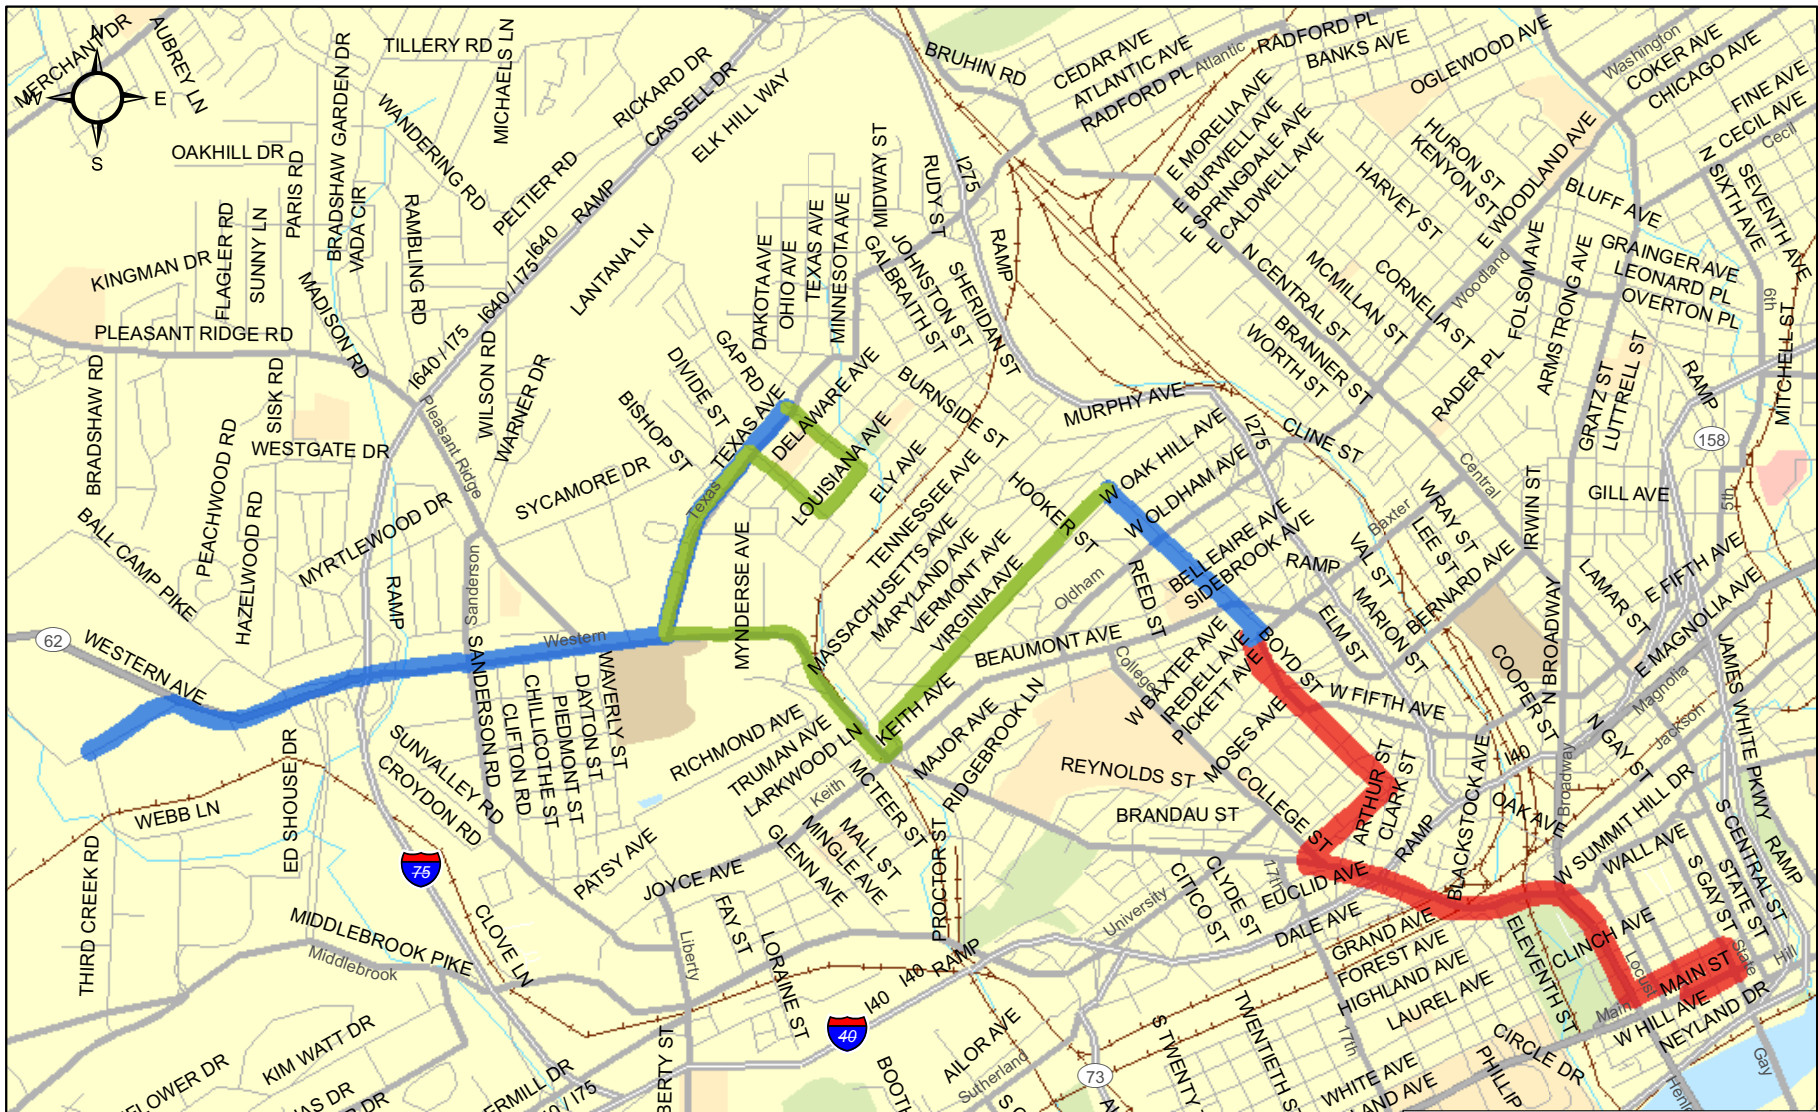 MERCHANT DR
AUBREY LN
N
W
E
S
TILLERY RD
MICHAELS LN
RICKARD DR
CASSELL DR
ELK HILL WAY
BRUHIN RD
CEDAR AVE
ATLANTIC AVE
RADFORD PL
Atlantic
RADFORD PL
BANKS AVE
OGLEWOOD AVE
Washington
COKER AVE
CHICAGO AVE
FINE AVE
CECIL AVE
Cecil
OAKHILL DR
PARIS RD
BRADSHAW GARDEN DR
VADA CIR
WANDERING RD
PELTIER RD
RAMP
MIDWAY ST
RUDY ST
I275
RAMP
E MORELIA AVE
E BURWELL AVE
E SPRINGDALE AVE
E CALDWELL AVE
HURON ST
KENYON ST
HARVEY ST
E WOODLAND AVE
Woodland
BLUFF AVE
N SIXTH AVE
SEVENTH AVE
KINGMAN DR
FLAGLER RD
SUNNY LN
RAMBLING RD
MADISON RD
PLEASANT RIDGE RD
I640
I640 / I75
I640 / I75
LANTANA LN
DAKOTA AVE
OHIO AVE
TEXAS AVE
MINNESOTA AVE
GALBRAITH ST
JOHNSTON ST
SHERIDAN ST
N CENTRAL ST
MCMILLAN ST
CORNELIA ST
BRANNER ST
WORTH ST
FOLSOM AVE
ARMSTRONG AVE
GRAINGER AVE
LEONARD PL
OVERTON PL
6th
MITCHELL ST
BRADSHAW RD
SISK RD
PEACHWOOD RD
WESTGATE DR
HAZELWOOD RD
MYRTLEWOOD DR
BALL CAMP PIKE
Pleasant Ridge
WILSON RD
WARNER DR
SYCAMORE DR
BISHOP ST
DIVIDE ST
GAP RD
TEXAS AVE
Texas
DELAWARE AVE
LOUISIANA AVE
ELY AVE
BURNSIDE ST
MURPHY AVE
I275
CLINE ST
RADER PL
Central
GRATZ ST
LUTTRELL ST
RAMP
158
GILL AVE
5th
IRWIN ST
HOOKER ST
W OAK HILL AVE
W OLDHAM AVE
Oldham
TENNESSEE AVE
MASSACHUSETTS AVE
MARYLAND AVE
VERMONT AVE
VIRGINIA AVE
MYNDERSE AVE
REED ST
BELLEAIRE AVE
SIDEBROOK AVE
RAMP
Baxter
VAL ST
WRAY ST
LEE ST
BERNARD AVE
MARION ST
ELM ST
LAMAR ST
E FIFTH AVE
E MAGNOLIA AVE
Magnolia
JAMES WHITE PKWY
62
WESTERN AVE
Western
RAMP
Sanderson
S SANDERSON RD
CHILLICOTHE ST
CLIFTON RD
PIEDMONT ST
DAYTON ST
WAVERLY ST
BEAUMONT AVE
College
W BAXTER AVE
IREDELL AVE
PICKETT AVE
BOYD ST
W FIFTH AVE
COOPER ST
N BROADWAY
Broadway
N GAY ST
Jackson
KEITH AVE
Keith
RICHMOND AVE
TRUMAN AVE
LARKWOOD LN
MAJOR AVE
RIDGEBROOK LN
MCTEER ST
MALL ST
MINGLE AVE
GLENN AVE
REYNOLDS ST
MOSES AVE
COLLEGE ST
BRANDAU ST
ARTHUR ST
CLARK ST
RAMP
BLACKSTOCK AVE
I40
OAK AVE
W SUMMIT HILL DR
WALL AVE
S GAY ST
STATE ST
S CENTRAL ST
RAMP
WEBB LN
ED SHOUSE DR
SUNVALLEY RD
CROYDON RD
75
PATSY AVE
JOYCE AVE
FAY ST
LORAINE ST
Liberty
THIRD CREEK RD
MIDDLEBROOK PIKE
Middlebrook
CLOVE LN
PROCTOR ST
RAMP
I40
I40
40
University
CITICO ST
CLYDE ST
17th
EUCLID AVE
DALE AVE
GRAND AVE
FOREST AVE
HIGHLAND AVE
LAUREL AVE
ELEVENTH ST
CLINCH AVE
Locust
MAIN ST
Main
State
Hill
W HILL AVE
NEYLAND DR
Gay
KIM WATT DR
AILOR AVE
Sutherland
73
17th
CIRCLE DR
WHITE AVE